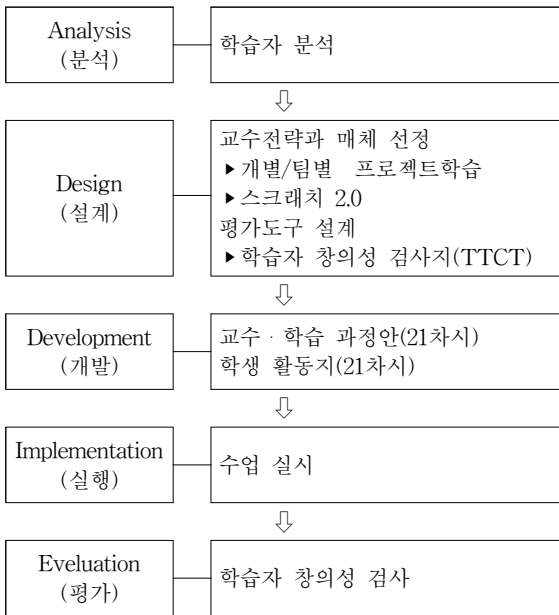 Analysis
(분석)
학습자 분석
⇩
Design
(설계)
교수전략과 매체 선정
▶개별/팀별 프로젝트학습
▶스크래치 2.0
평가도구 설계
▶학습자 창의성 검사지(TTCT)
⇩
Development
(개발)
교수 · 학습 과정안(21차시)
학생 활동지(21차시)
⇩
Implementation
(실행)
수업 실시
⇩
Eveluation
(평가)
학습자 창의성 검사